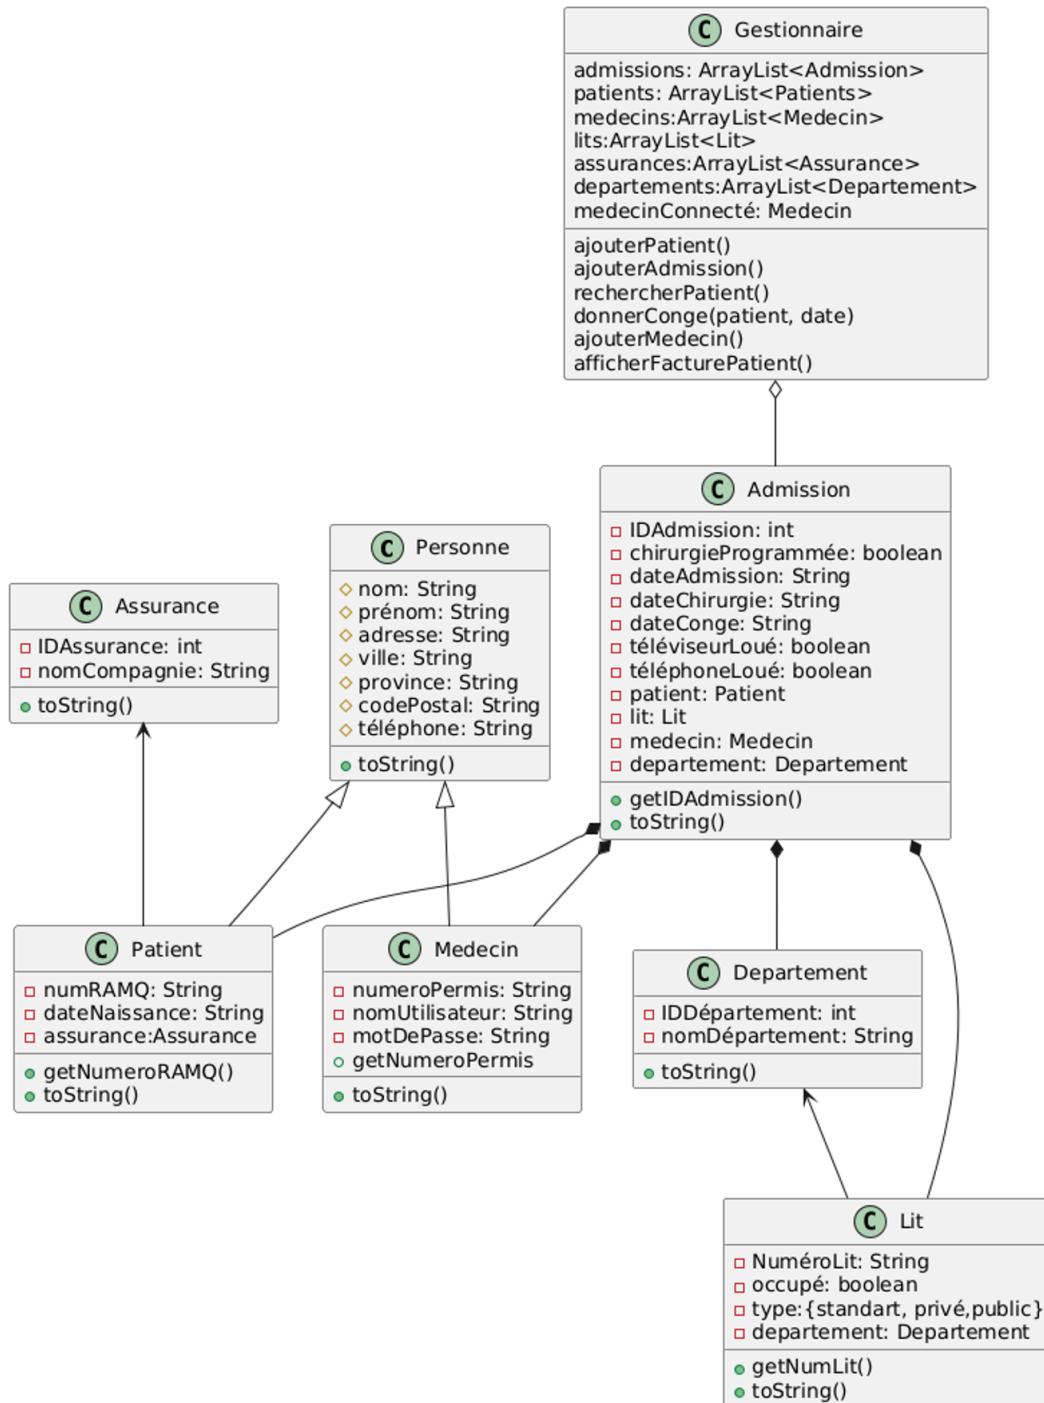 C Gestionnaire
admissions: ArrayList<Admission>
patients: ArrayList<Patients>
medecins:ArrayList<Medecin>
lits:ArrayList<Lit>
assurances:ArrayList<Assurance>
departements:ArrayList<Departement>
medecinConnecté: Medecin
ajouterPatient()
ajouterAdmission()
rechercherPatient()
donnerConge(patient, date)
ajouterMedecin()
afficherFacturePatient()
C Admission
IDAdmission: int
chirurgieProgrammée: boolean
dateAdmission: String
dateChirurgie: String
dateConge: String
téléviseurLoué: boolean
téléphoneLoué: boolean
patient: Patient
lit: Lit
medecin: Medecin
departement: Departement
getIDAdmission()
toString()
C Personne
nom: String
prénom: String
adresse: String
ville: String
province: String
codePostal: String
téléphone: String
toString()
C Assurance
IDAssurance: int
nomCompagnie: String
toString()
C Patient
numRAMQ: String
dateNaissance: String
assurance:Assurance
getNumeroRAMQ()
toString()
C Medecin
numeroPermis: String
nomUtilisateur: String
motDePasse: String
getNumeroPermis
toString()
C Departement
IDDépartement: int
nomDépartement: String
toString()
C Lit
NuméroLit: String
occupé: boolean
type:{standart, privé,public}
departement: Departement
getNumLit()
toString()